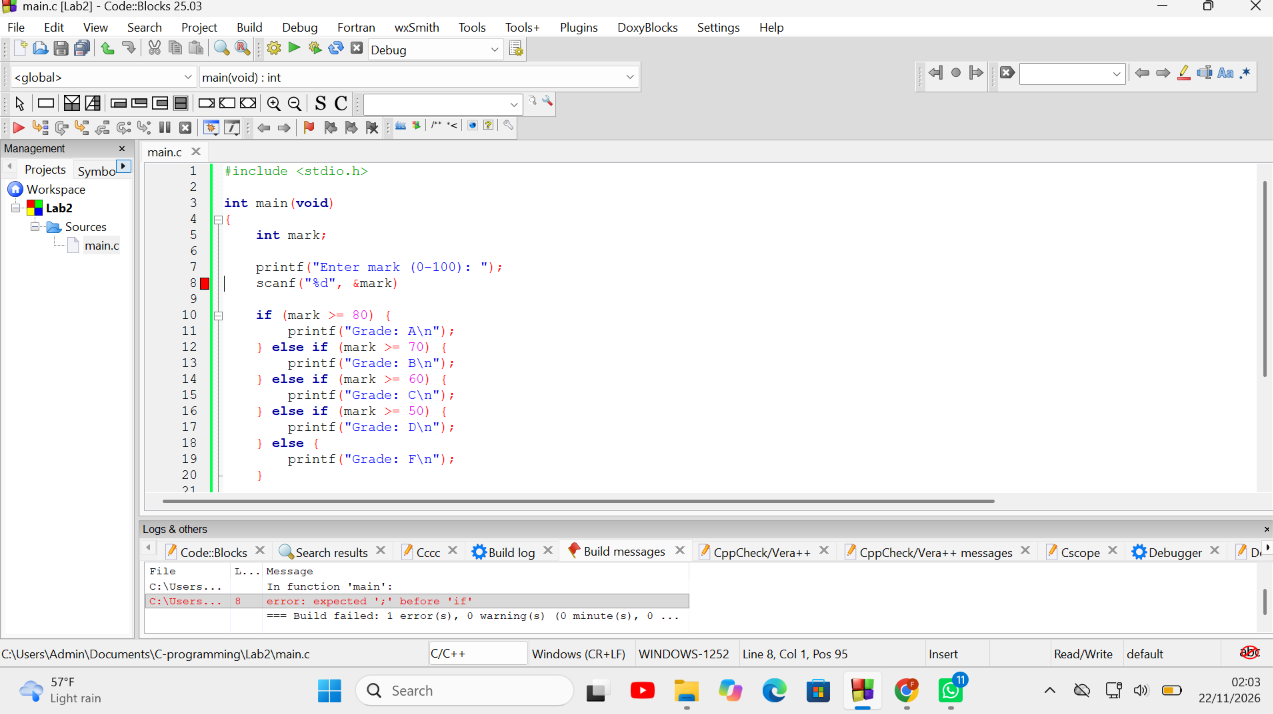 main.c [Lab2] - Code::Blocks 25.03
File Edit View Search Project Build Debug Fortran wxSmith Tools Tools+ Plugins DoxyBlocks Settings Help
Debug
<global> main(void) : int
Aa .*
S C
/** *<
Management
Projects Symbo
Workspace
Lab2
Sources
main.c
main.c
1 #include <stdio.h>
2
3 int main(void)
4 {
5     int mark;
6
7     printf("Enter mark (0-100): ");
8     scanf("%d", &mark)
9
10     if (mark >= 80) {
11         printf("Grade: A\n");
12     } else if (mark >= 70) {
13         printf("Grade: B\n");
14     } else if (mark >= 60) {
15         printf("Grade: C\n");
16     } else if (mark >= 50) {
17         printf("Grade: D\n");
18     } else {
19         printf("Grade: F\n");
20     }
21
Logs & others
Code::Blocks Search results Cccc Build log Build messages CppCheck/Vera++ CppCheck/Vera++ messages Cscope Debugger
File L... Message
C:\Users... In function 'main':
C:\Users... 8 error: expected ';' before 'if'
=== Build failed: 1 error(s), 0 warning(s) (0 minute(s), 0 ...
C:\Users\Admin\Documents\C-programming\Lab2\main.c C/C++ Windows (CR+LF) WINDOWS-1252 Line 8, Col 1, Pos 95 Insert Read/Write default abc
57°F
Light rain
Search
11
02:03
22/11/2026